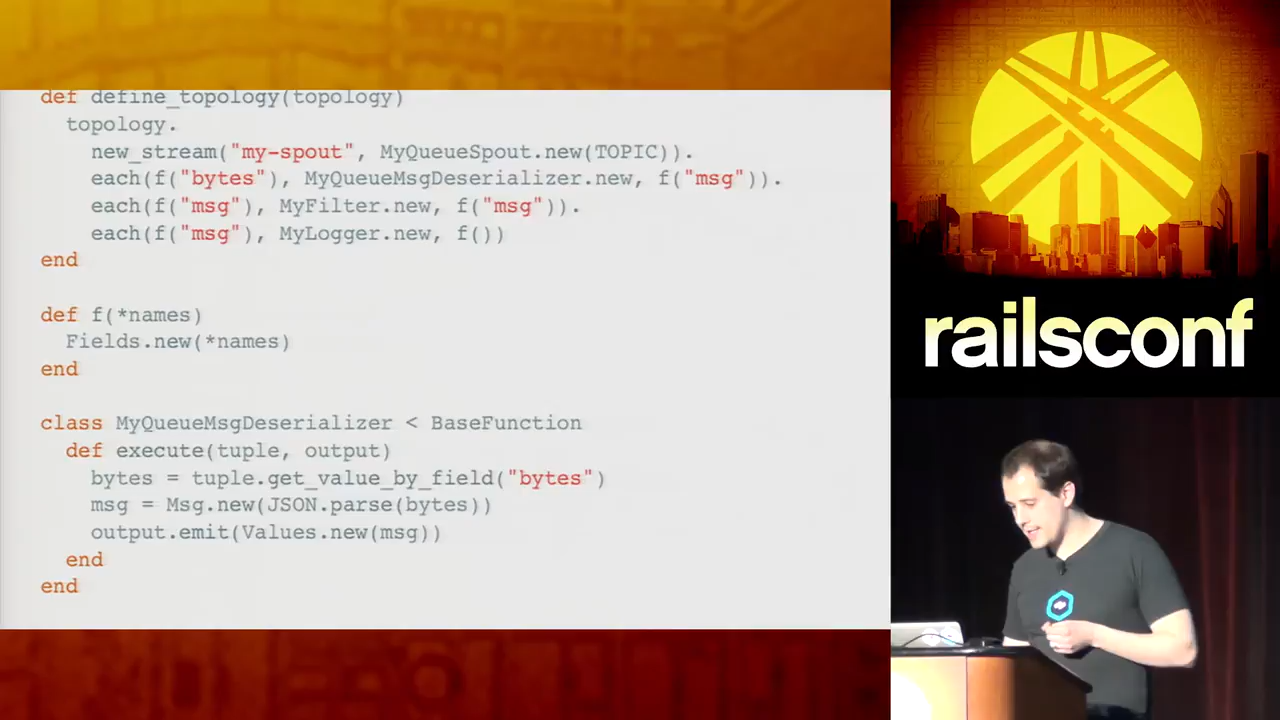 def define_topology(topology)
  topology.
    new_stream("my-spout", MyQueueSpout.new(TOPIC)).
    each(f("bytes"), MyQueueMsgDeserializer.new, f("msg")).
    each(f("msg"), MyFilter.new, f("msg")).
    each(f("msg"), MyLogger.new, f())
end
def f(*names)
  Fields.new(*names)
end
class MyQueueMsgDeserializer < BaseFunction
  def execute(tuple, output)
    bytes = tuple.get_value_by_field("bytes")
    msg = Msg.new(JSON.parse(bytes))
    output.emit(Values.new(msg))
  end
end
railsconf